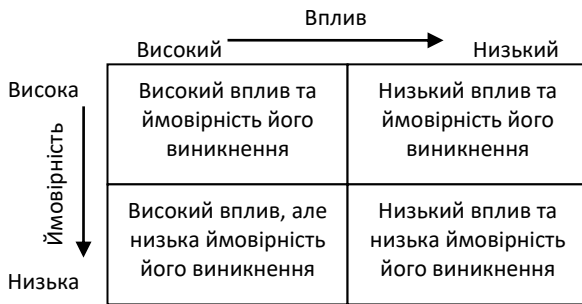 Вплив
Високий
Низький
Висока
Ймовірність
Низька
Високий вплив та
ймовірність його
виникнення
Низький вплив та
ймовірність його
виникнення
Високий вплив, але
низька ймовірність
його виникнення
Низький вплив та
низька ймовірність
його виникнення